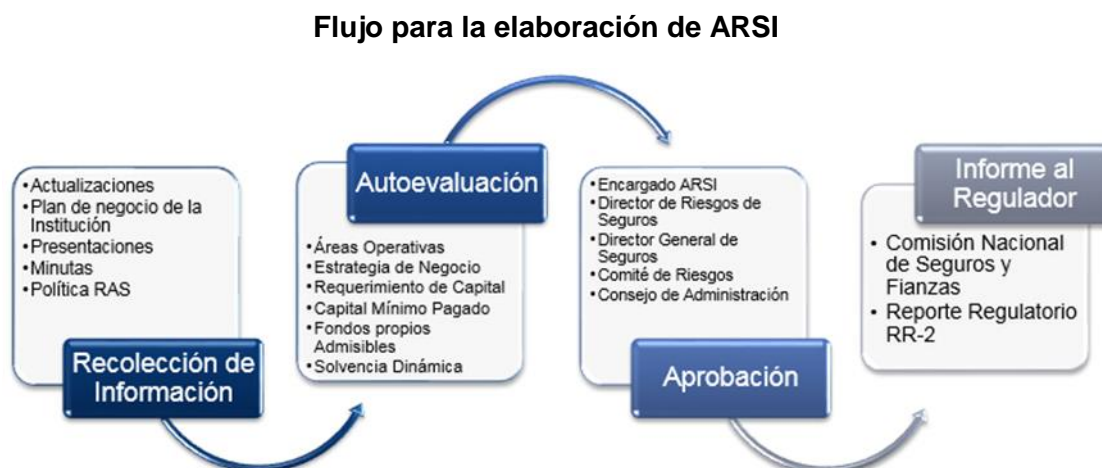 Flujo para la elaboración de ARSI
•Actualizaciones
•Plan de negocio de la
Institución
•Presentaciones
•Minutas
•Política RAS
Recolección de
Información
Autoevaluación
•Áreas Operativas
•Estrategia de Negocio
•Requerimiento de Capital
•Capital Mínimo Pagado
•Fondos propios
Admisibles
•Solvencia Dinámica
•Encargado ARSI
•Director de Riesgos de
Seguros
•Director General de
Seguros
•Comité de Riesgos
•Consejo de Administración
Aprobación
Informe al
Regulador
• Comisión Nacional
de Seguros y
Fianzas
• Reporte Regulatorio
RR-2